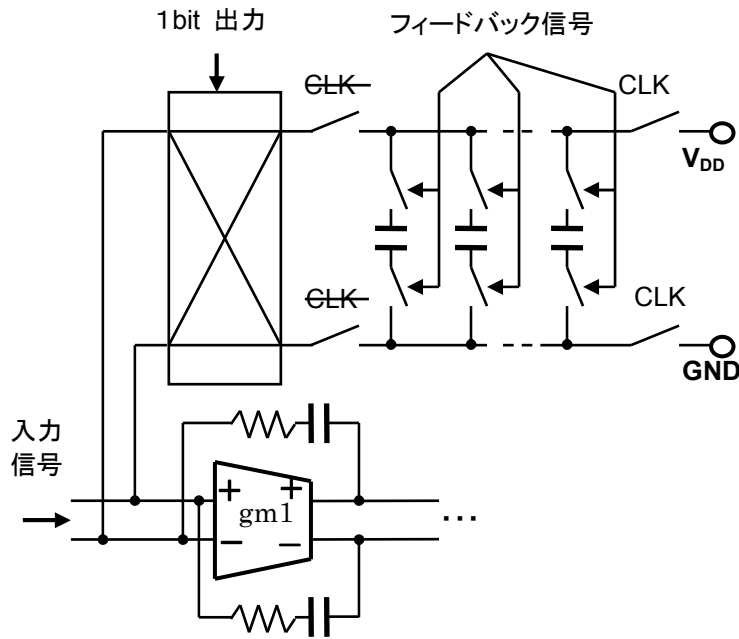 1bit 出力
フィードバック信号
CLK
CLK
V_DD
CLK
CLK
GND
入力
信号
+
+
gm1
−
−
…